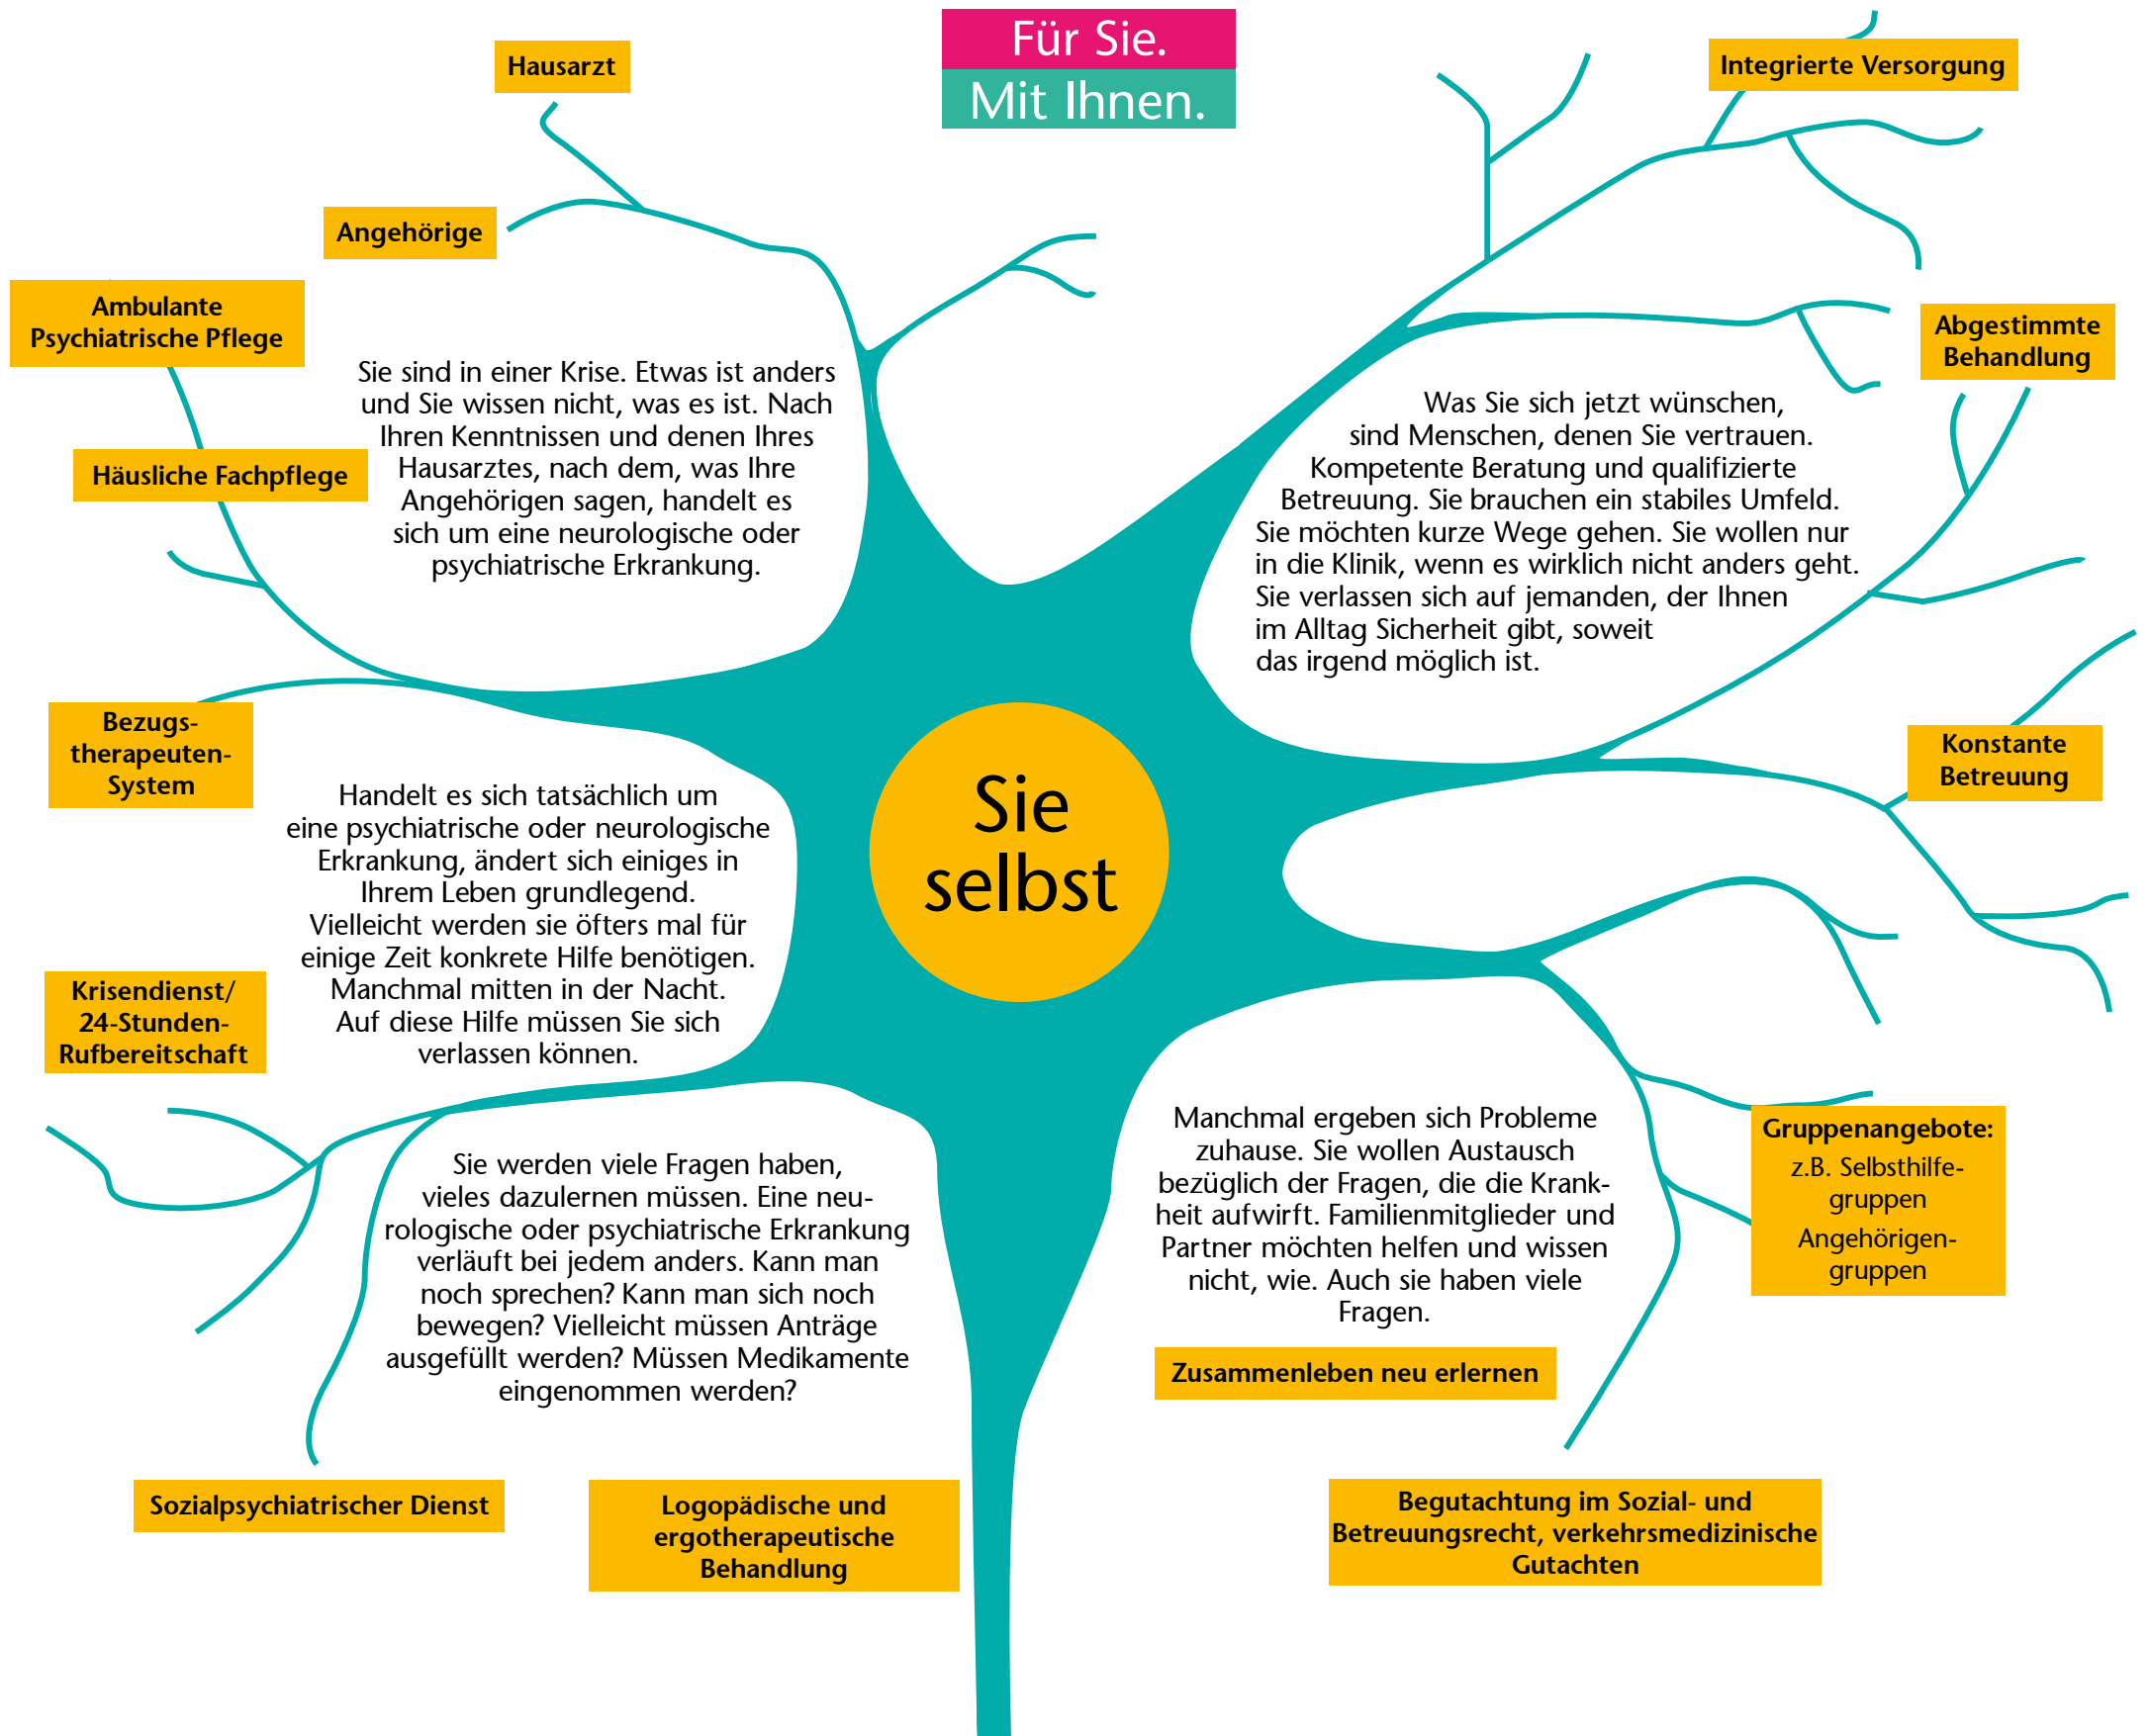 Für Sie.
Mit Ihnen.
Hausarzt
Angehörige
Ambulante
Psychiatrische Pflege
Häusliche Fachpflege
Sie sind in einer Krise. Etwas ist anders
und Sie wissen nicht, was es ist. Nach
Ihren Kenntnissen und denen Ihres
Hausarztes, nach dem, was Ihre
Angehörigen sagen, handelt es
sich um eine neurologische oder
psychiatrische Erkrankung.
Integrierte Versorgung
Abgestimmte
Behandlung
Was Sie sich jetzt wünschen,
sind Menschen, denen Sie vertrauen.
Kompetente Beratung und qualifizierte
Betreuung. Sie brauchen ein stabiles Umfeld.
Sie möchten kurze Wege gehen. Sie wollen nur
in die Klinik, wenn es wirklich nicht anders geht.
Sie verlassen sich auf jemanden, der Ihnen
im Alltag Sicherheit gibt, soweit
das irgend möglich ist.
Bezugs-
therapeuten-
System
Handelt es sich tatsächlich um
eine psychiatrische oder neurologische
Erkrankung, ändert sich einiges in
Ihrem Leben grundlegend.
Vielleicht werden sie öfters mal für
einige Zeit konkrete Hilfe benötigen.
Manchmal mitten in der Nacht.
Auf diese Hilfe müssen Sie sich
verlassen können.
Sie
selbst
Konstante
Betreuung
Krisendienst/
24-Stunden-
Rufbereitschaft
Sie werden viele Fragen haben,
vieles dazulernen müssen. Eine neu-
rologische oder psychiatrische Erkrankung
verläuft bei jedem anders. Kann man
noch sprechen? Kann man sich noch
bewegen? Vielleicht müssen Anträge
ausgefüllt werden? Müssen Medikamente
eingenommen werden?
Manchmal ergeben sich Probleme
zuhause. Sie wollen Austausch
bezüglich der Fragen, die die Krank-
heit aufwirft. Familienmitglieder und
Partner möchten helfen und wissen
nicht, wie. Auch sie haben viele
Fragen.
Gruppenangebote:
z.B. Selbsthilfe-
gruppen
Angehörigen-
gruppen
Zusammenleben neu erlernen
Sozialpsychiatrischer Dienst
Logopädische und
ergotherapeutische
Behandlung
Begutachtung im Sozial- und
Betreuungsrecht, verkehrsmedizinische
Gutachten